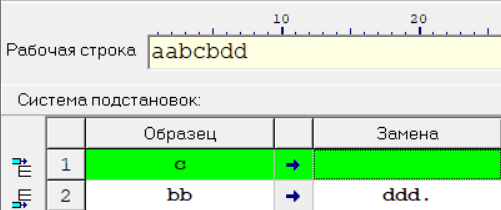 10 20
Рабочая строка aabcbdd
Система подстановок:
Образец Замена
1 c → 
2 bb → ddd.